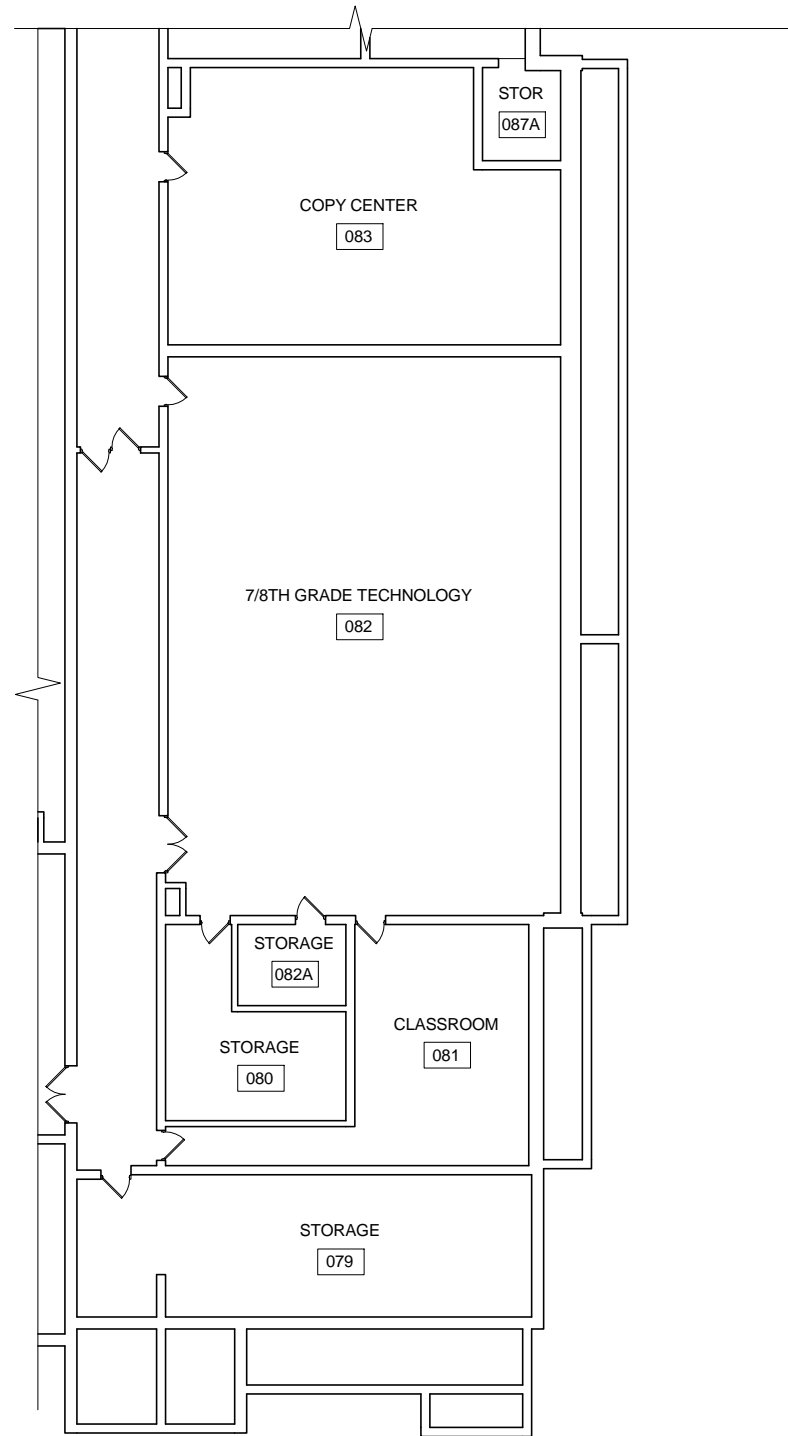 STOR
087A
COPY CENTER
083
7/8TH GRADE TECHNOLOGY
082
STORAGE
082A
CLASSROOM
081
STORAGE
080
STORAGE
079